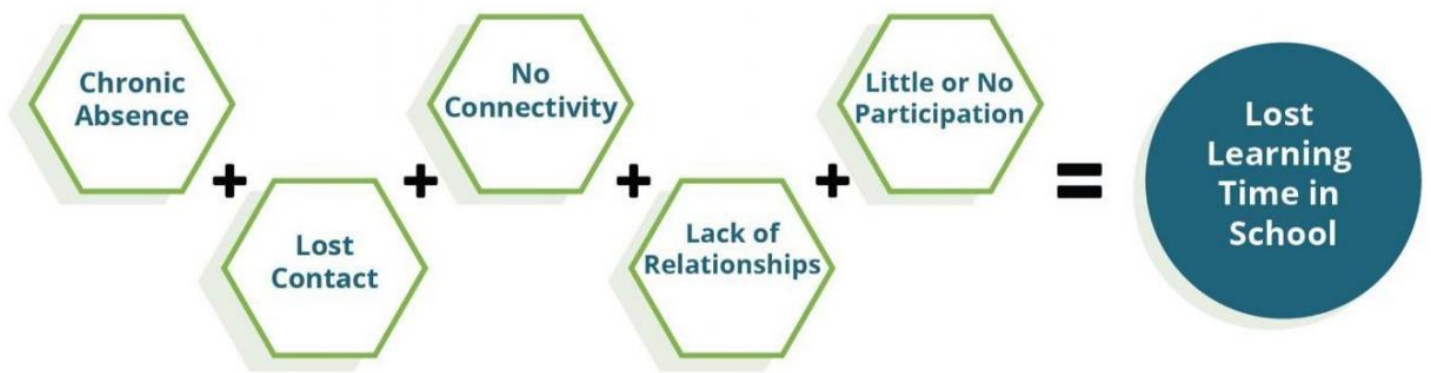 Chronic
Absence
+
Lost
Contact
+
No
Connectivity
+
Lack of
Relationships
+
Little or No
Participation
=
Lost
Learning
Time in
School